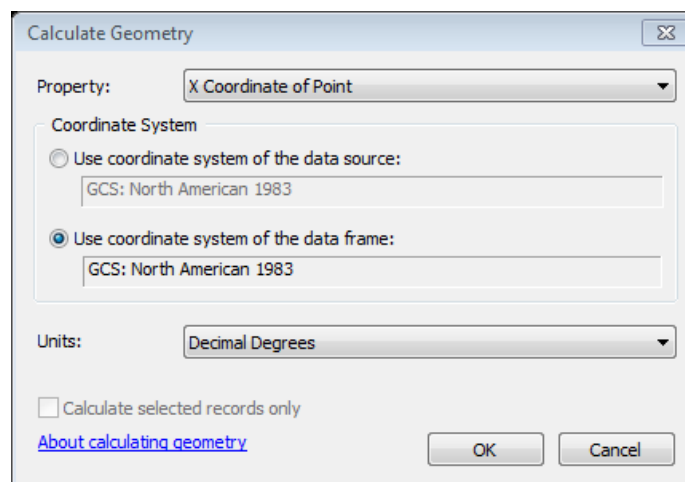 Calculate Geometry
Property: X Coordinate of Point
Coordinate System
Use coordinate system of the data source:
GCS: North American 1983
Use coordinate system of the data frame:
GCS: North American 1983
Units: Decimal Degrees
Calculate selected records only
About calculating geometry OK Cancel